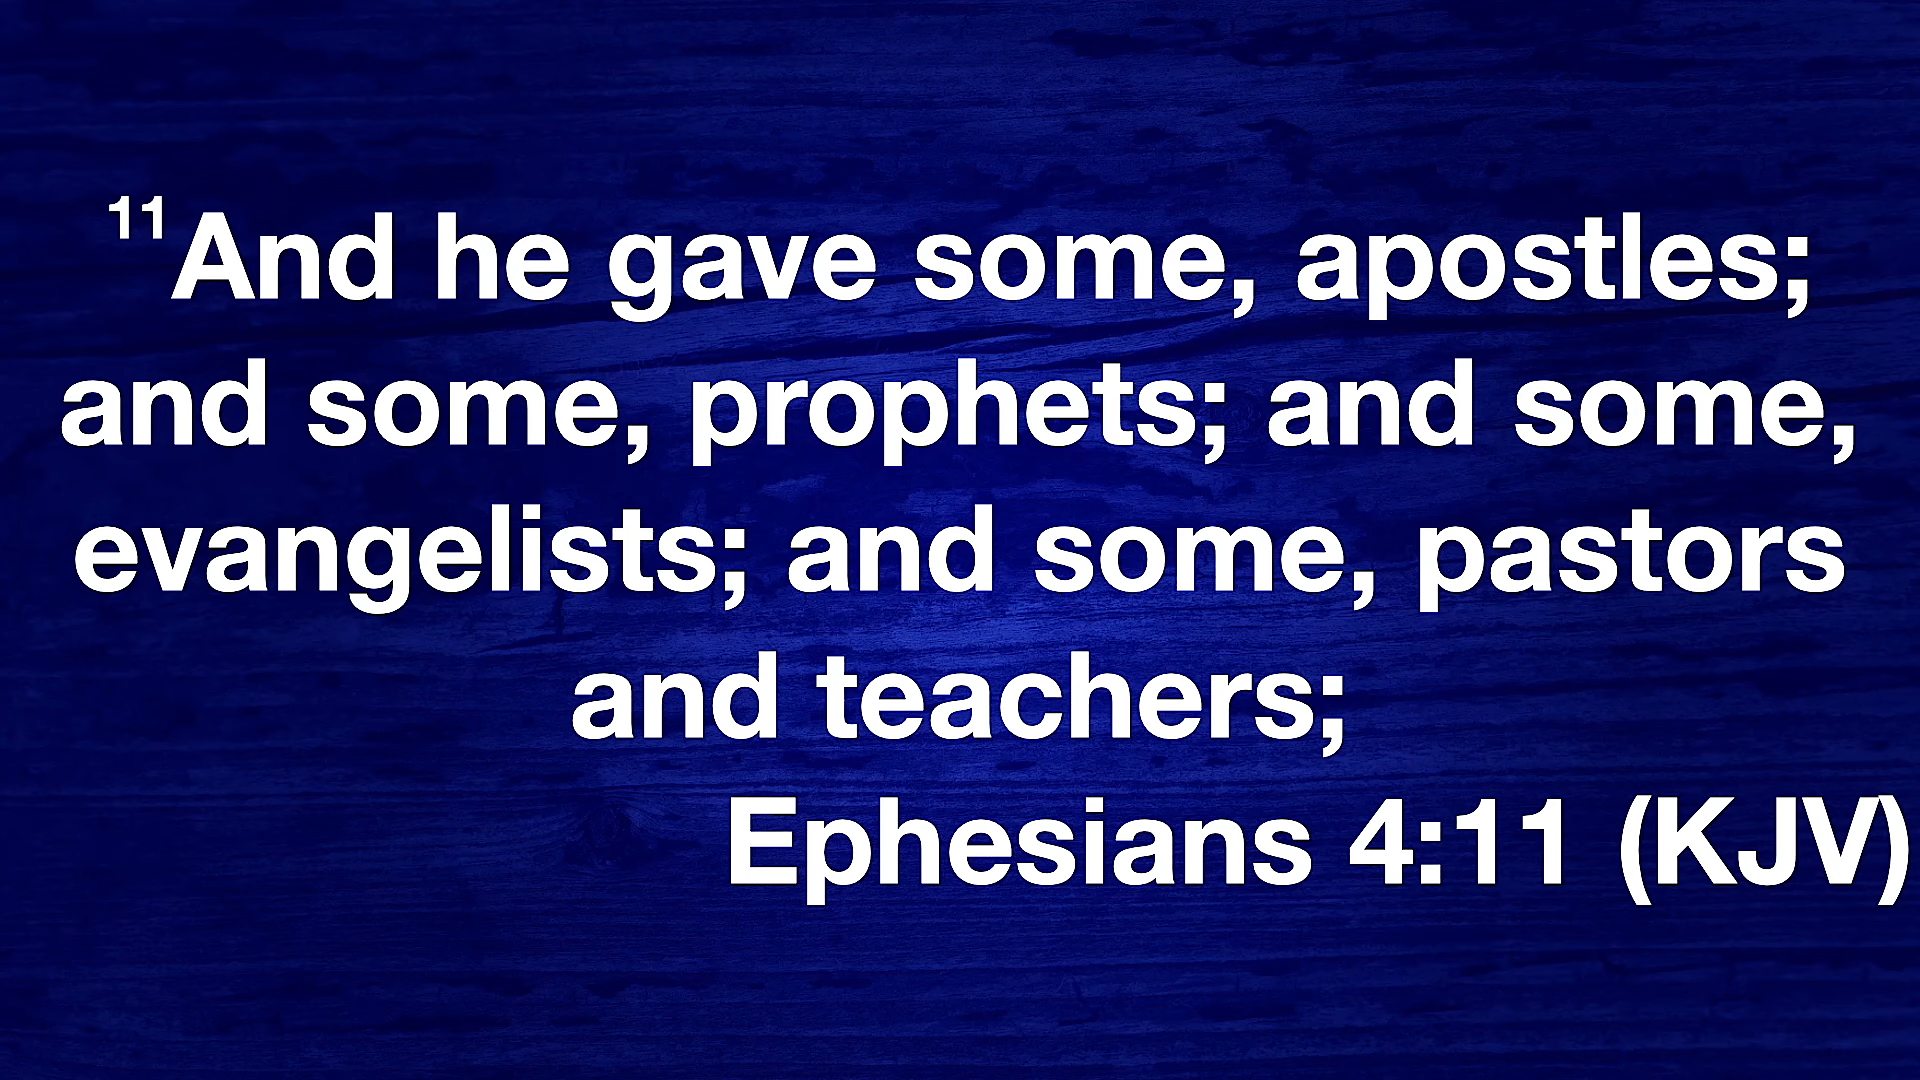 11And he gave some, apostles;
and some, prophets; and some,
evangelists; and some, pastors
and teachers;
Ephesians 4:11 (KJV)